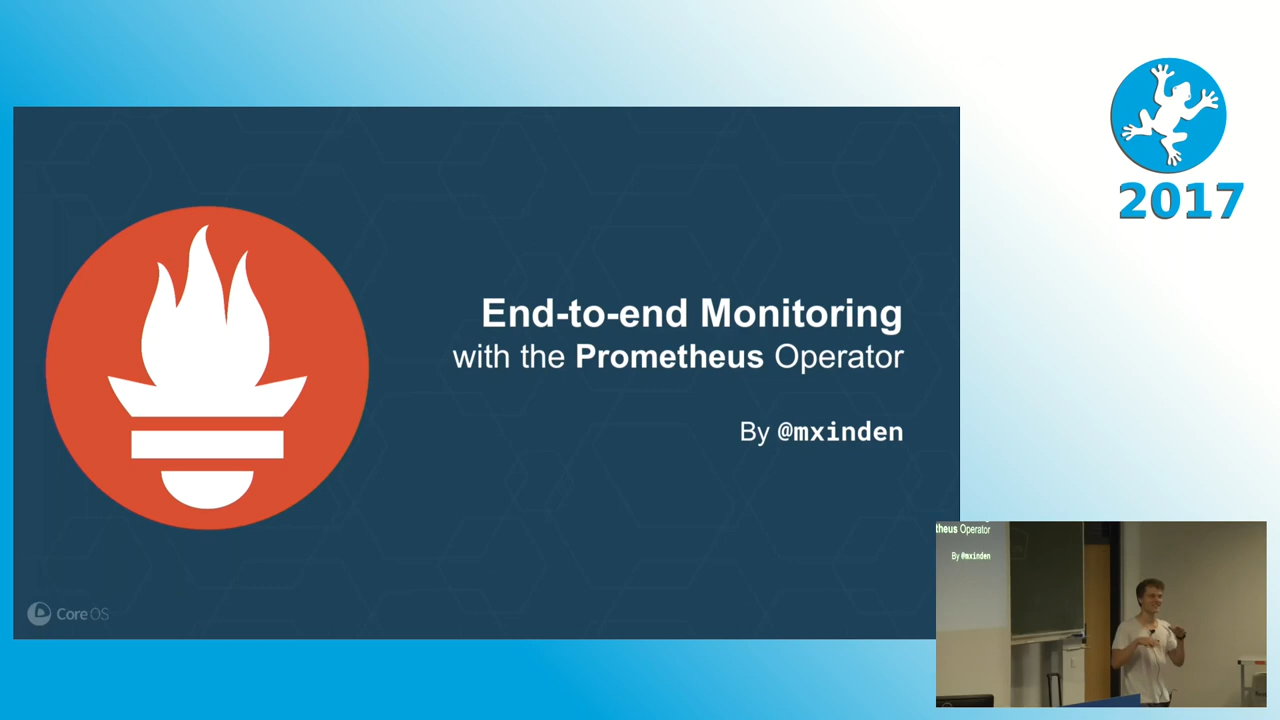 2017
End-to-end Monitoring
with the Prometheus Operator
By @mxinden
CoreOS
theus Operator
By @mxinden